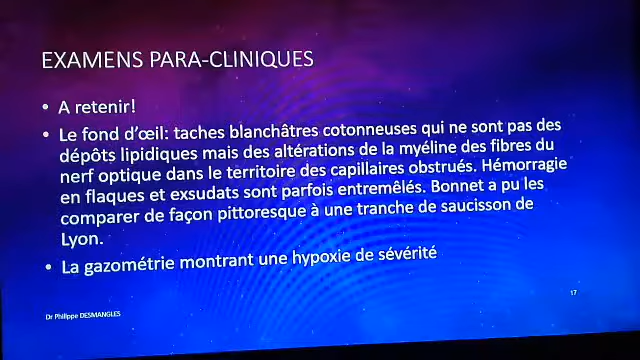 EXAMENS PARA-CLINIQUES
• A retenir!
• Le fond d'œil: taches blanchâtres cotonneuses qui ne sont pas des
dépôts lipidiques mais des altérations de la myéline des fibres du
nerf optique dans le territoire des capillaires obstrués. Hémorragie
en flaques et exsudats sont parfois entremêlés. Bonnet a pu les
comparer de façon pittoresque à une tranche de saucisson de
Lyon.
• La gazométrie montrant une hypoxie de sévérité
17
Dr Philippe DESMANGLES